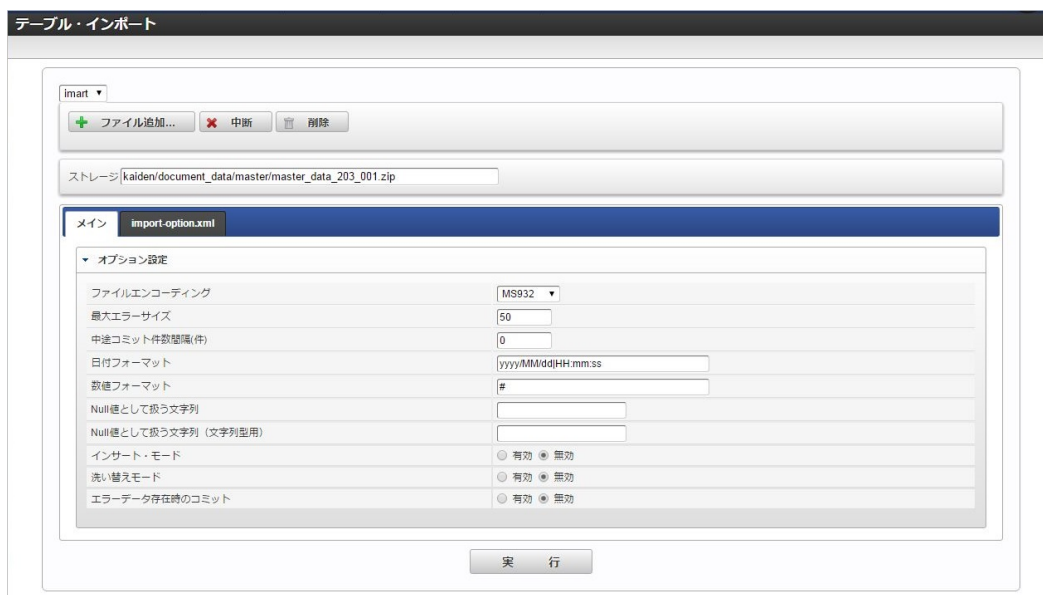 テーブル・インポート
imart ▼
ファイル追加... 中断 削除
ストレージ kaiden/document_data/master/master_data_203_001.zip
メイン import-option.xml
オプション設定
ファイルエンコーディング MS932 ▼
最大エラーサイズ 50
中途コミット件数間隔(件) 0
日付フォーマット yyyy/MM/dd|HH:mm:ss
数値フォーマット #
Null値として扱う文字列
Null値として扱う文字列（文字列型用）
インサート・モード 有効 無効
洗い替えモード 有効 無効
エラーデータ存在時のコミット 有効 無効
実 行